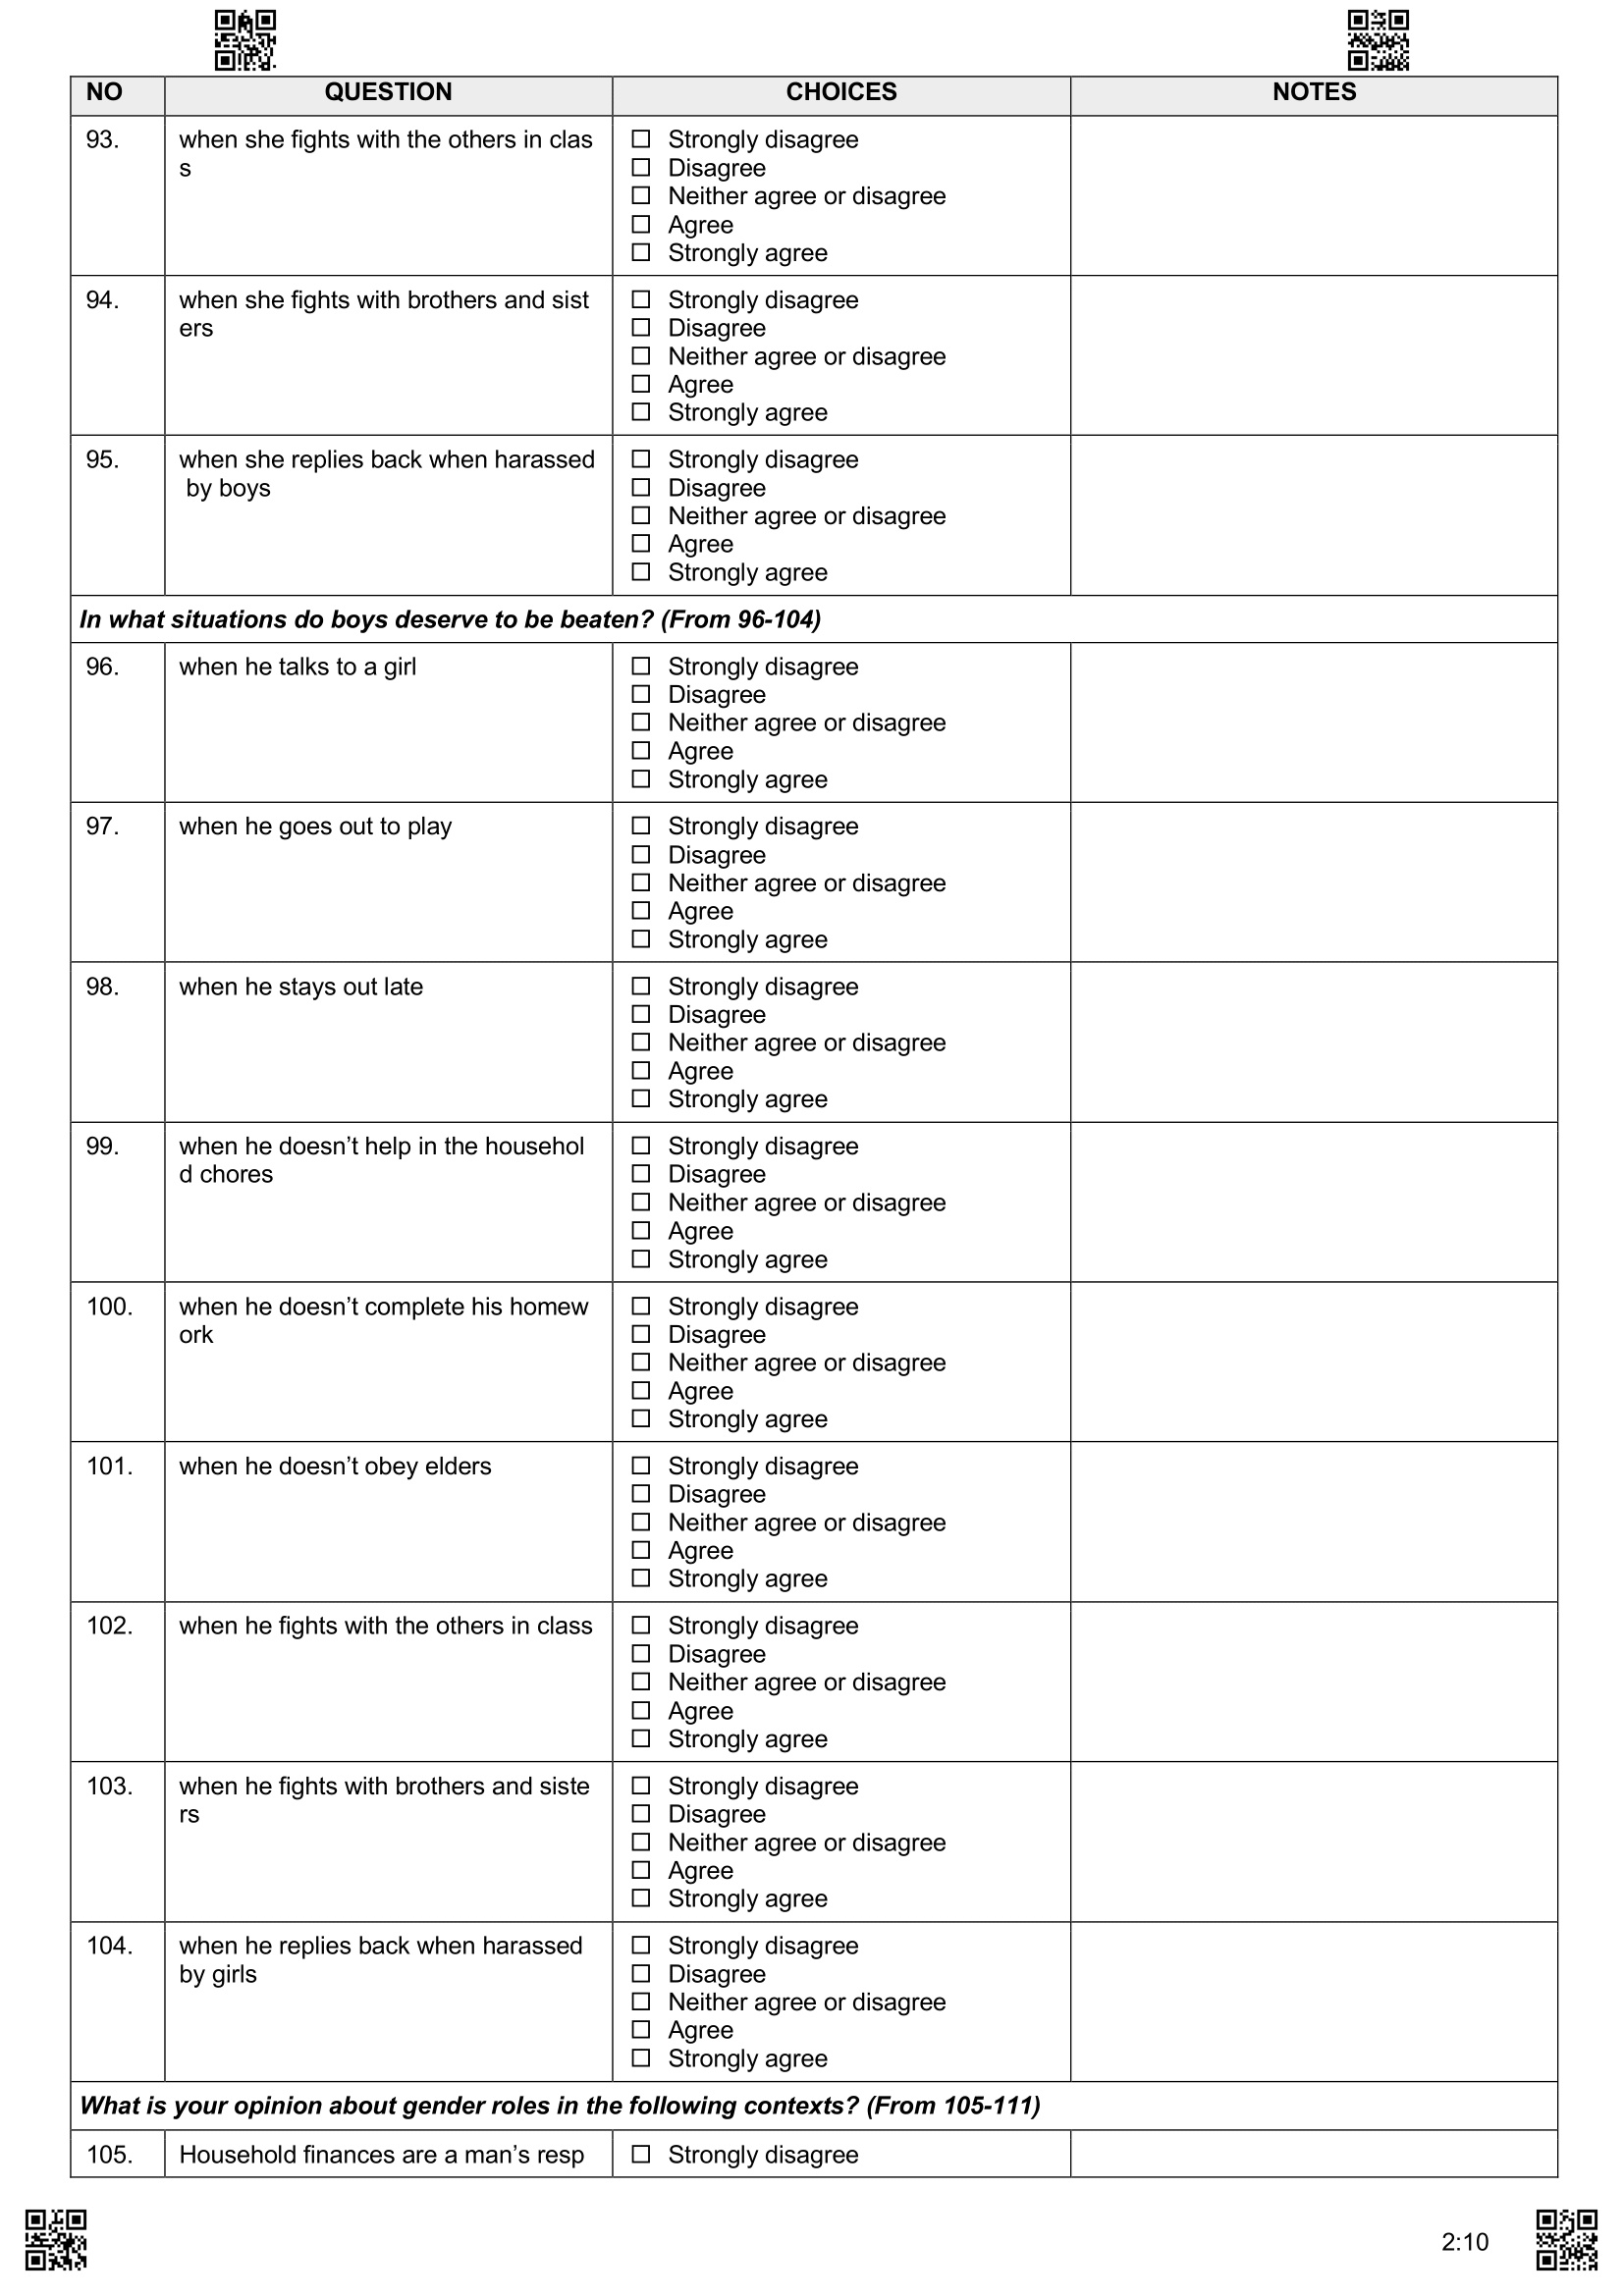 NO QUESTION CHOICES NOTES
93. when she fights with the others in clas ☐ Strongly disagree
s ☐ Disagree
☐ Neither agree or disagree
☐ Agree
☐ Strongly agree
94. when she fights with brothers and sist ☐ Strongly disagree
ers ☐ Disagree
☐ Neither agree or disagree
☐ Agree
☐ Strongly agree
95. when she replies back when harassed ☐ Strongly disagree
by boys ☐ Disagree
☐ Neither agree or disagree
☐ Agree
☐ Strongly agree
In what situations do boys deserve to be beaten? (From 96-104)
96. when he talks to a girl ☐ Strongly disagree
☐ Disagree
☐ Neither agree or disagree
☐ Agree
☐ Strongly agree
97. when he goes out to play ☐ Strongly disagree
☐ Disagree
☐ Neither agree or disagree
☐ Agree
☐ Strongly agree
98. when he stays out late ☐ Strongly disagree
☐ Disagree
☐ Neither agree or disagree
☐ Agree
☐ Strongly agree
99. when he doesn’t help in the househol ☐ Strongly disagree
d chores ☐ Disagree
☐ Neither agree or disagree
☐ Agree
☐ Strongly agree
100. when he doesn’t complete his homew ☐ Strongly disagree
ork ☐ Disagree
☐ Neither agree or disagree
☐ Agree
☐ Strongly agree
101. when he doesn’t obey elders ☐ Strongly disagree
☐ Disagree
☐ Neither agree or disagree
☐ Agree
☐ Strongly agree
102. when he fights with the others in class ☐ Strongly disagree
☐ Disagree
☐ Neither agree or disagree
☐ Agree
☐ Strongly agree
103. when he fights with brothers and siste ☐ Strongly disagree
rs ☐ Disagree
☐ Neither agree or disagree
☐ Agree
☐ Strongly agree
104. when he replies back when harassed ☐ Strongly disagree
by girls ☐ Disagree
☐ Neither agree or disagree
☐ Agree
☐ Strongly agree
What is your opinion about gender roles in the following contexts? (From 105-111)
105. Household finances are a man’s resp ☐ Strongly disagree
2:10